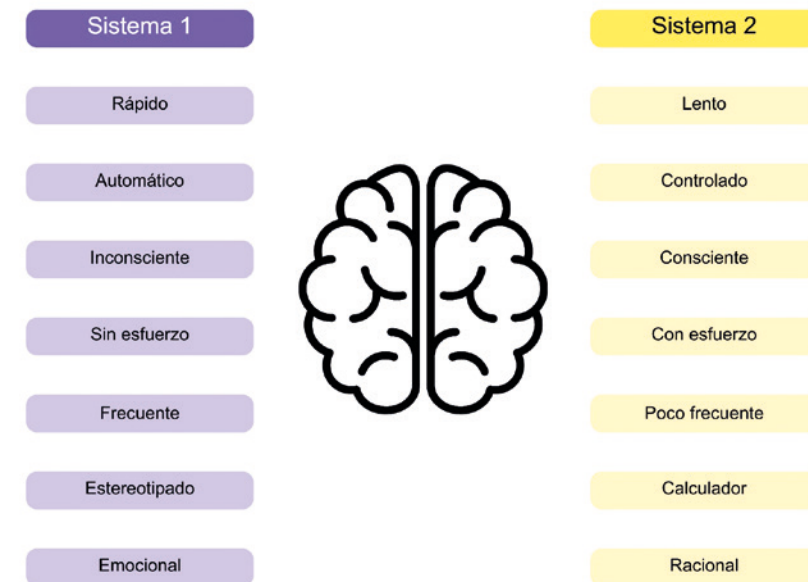 Sistema 1
Sistema 2
Rápido
Lento
Automático
Controlado
Inconsciente
Consciente
Sin esfuerzo
Con esfuerzo
Frecuente
Poco frecuente
Estereotipado
Calculador
Emocional
Racional